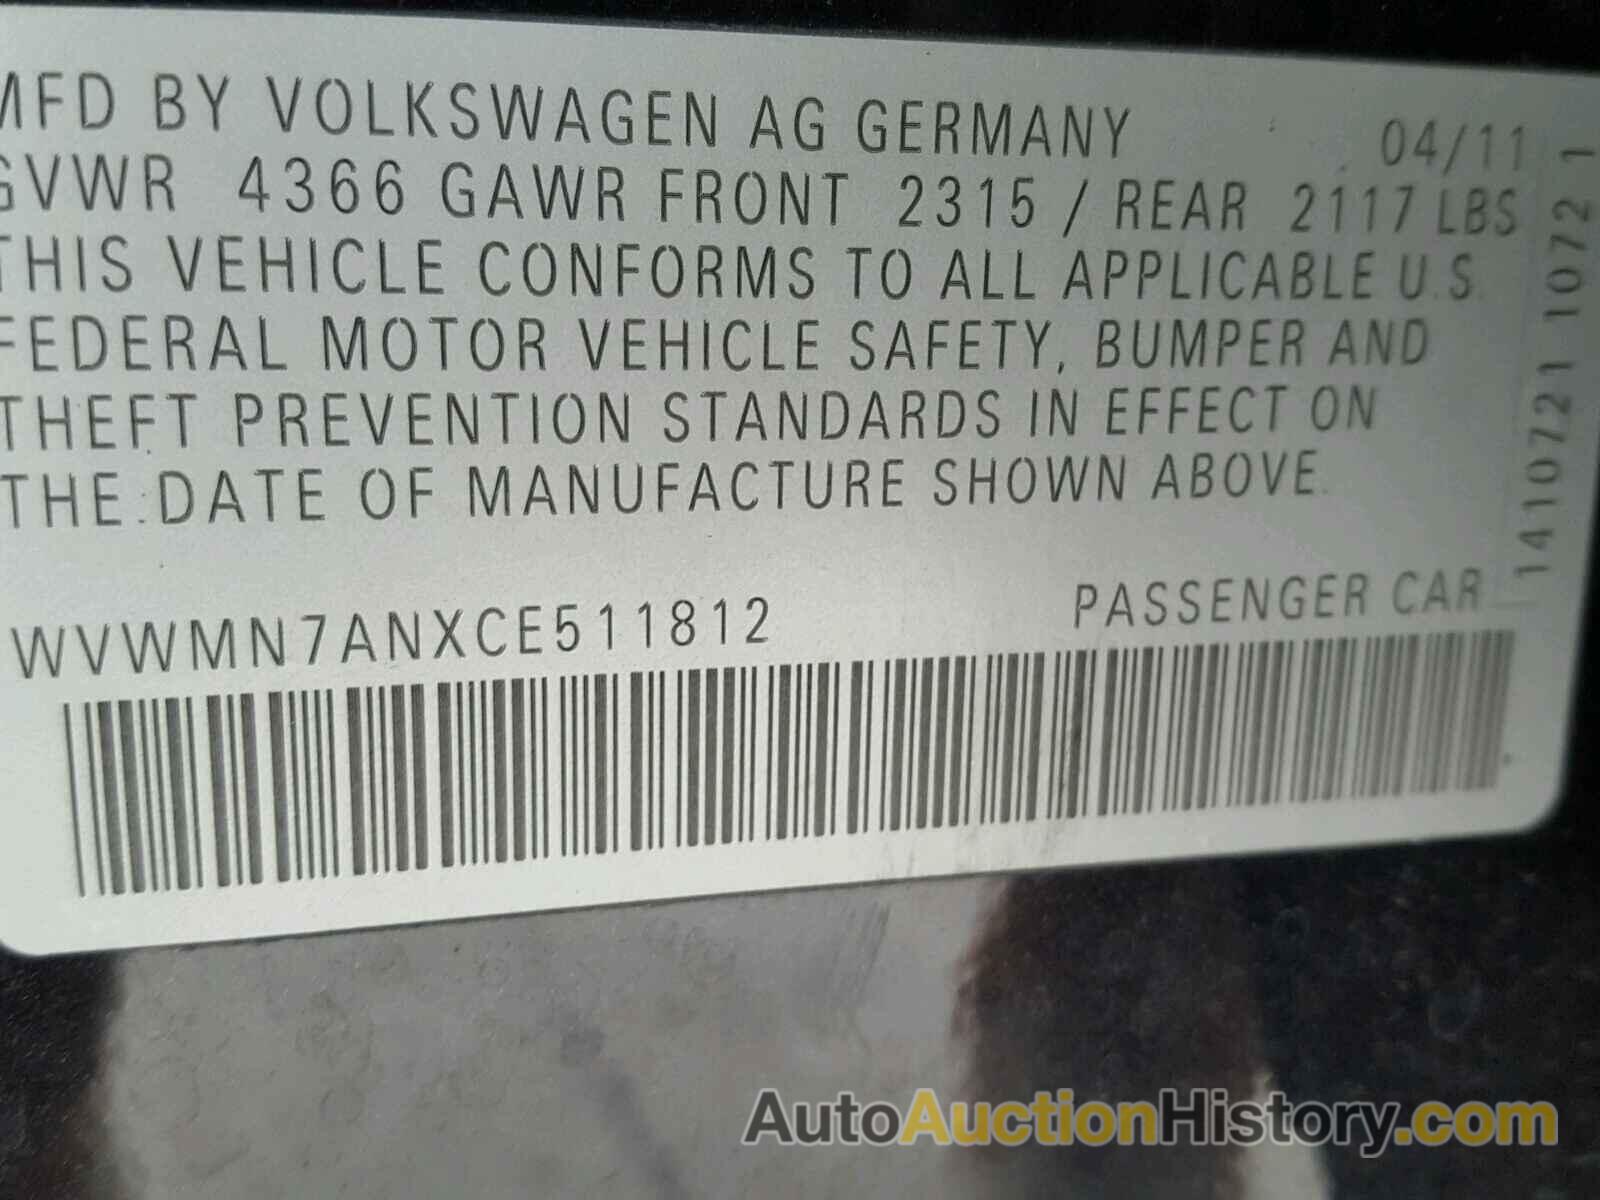 MFD BY VOLKSWAGEN AG GERMANY 04/11
GVWR 4366 GAWR FRONT 2315 / REAR 2117 LBS
THIS VEHICLE CONFORMS TO ALL APPLICABLE U.S.
FEDERAL MOTOR VEHICLE SAFETY, BUMPER AND
THEFT PREVENTION STANDARDS IN EFFECT ON
THE DATE OF MANUFACTURE SHOWN ABOVE.
WVWMN7ANXCE511812 PASSENGER CAR
1410721 1072 1
AutoAuctionHistory.com